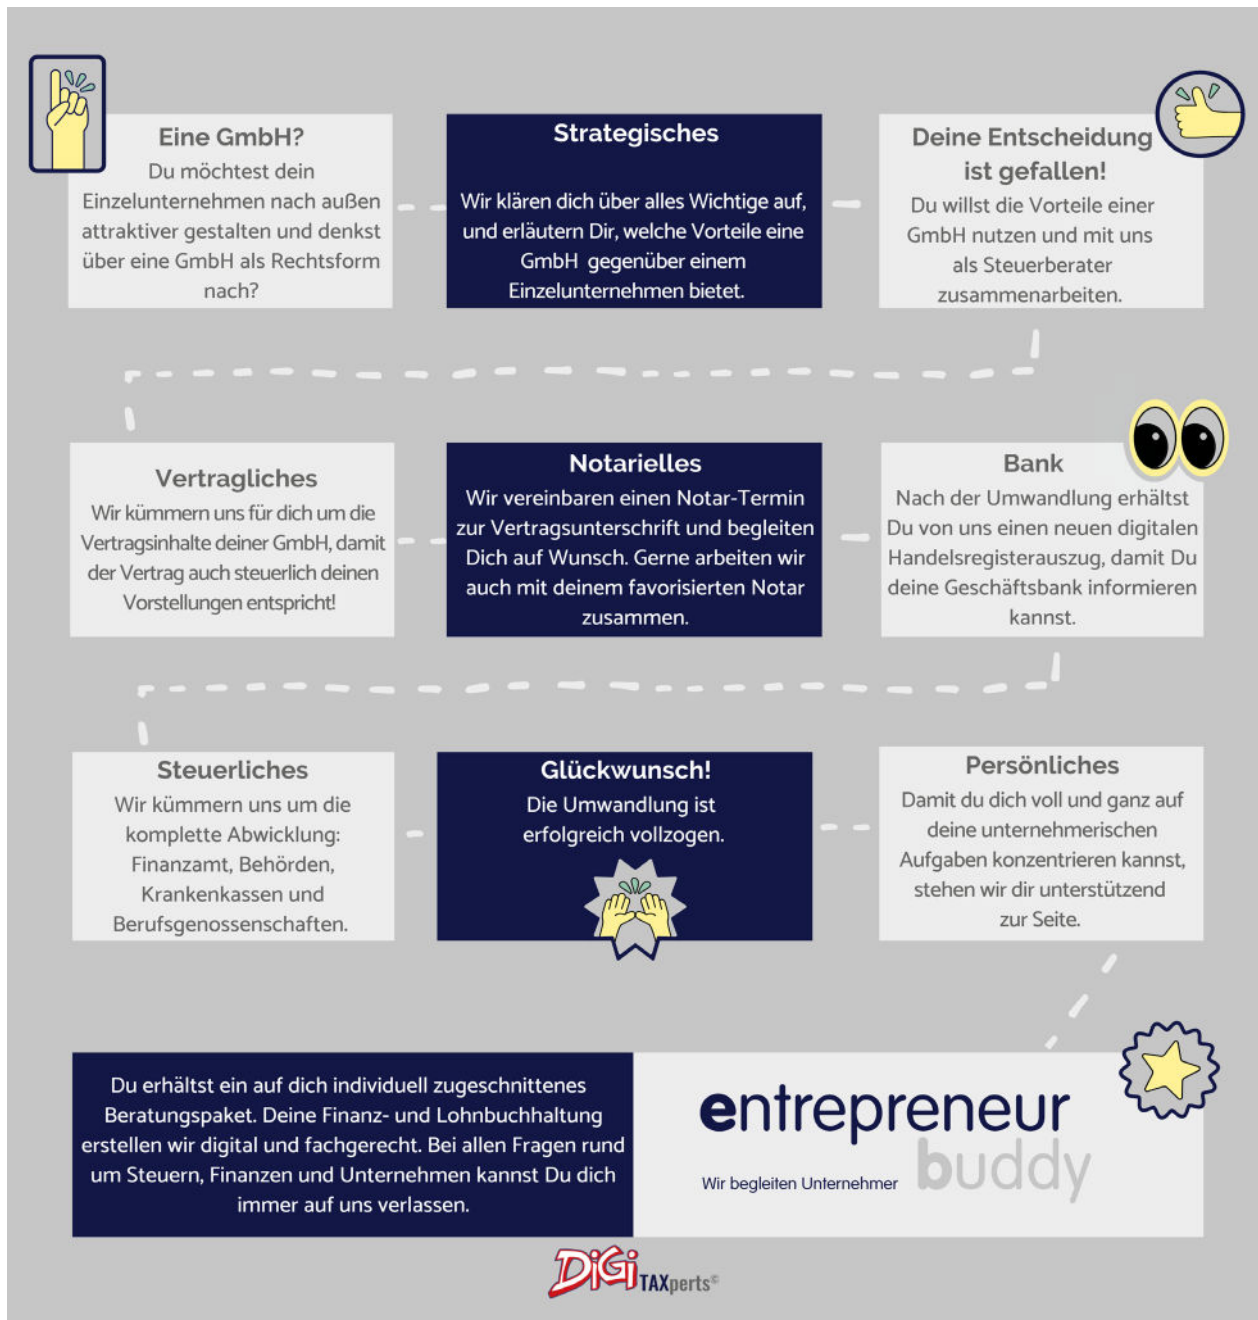 Eine GmbH?
Du möchtest dein
Einzelunternehmen nach außen
attraktiver gestalten und denkst
über eine GmbH als Rechtsform
nach?
Strategisches
Wir klären dich über alles Wichtige auf,
und erläutern Dir, welche Vorteile eine
GmbH gegenüber einem
Einzelunternehmen bietet.
Deine Entscheidung
ist gefallen!
Du willst die Vorteile einer
GmbH nutzen und mit uns
als Steuerberater
zusammenarbeiten.
Vertragliches
Wir kümmern uns für dich um die
Vertragsinhalte deiner GmbH, damit
der Vertrag auch steuerlich deinen
Vorstellungen entspricht!
Notarielles
Wir vereinbaren einen Notar-Termin
zur Vertragsunterschrift und begleiten
Dich auf Wunsch. Gerne arbeiten wir
auch mit deinem favorisierten Notar
zusammen.
Bank
Nach der Umwandlung erhältst
Du von uns einen neuen digitalen
Handelsregisterauszug, damit Du
deine Geschäftsbank informieren
kannst.
Steuerliches
Wir kümmern uns um die
komplette Abwicklung:
Finanzamt, Behörden,
Krankenkassen und
Berufsgenossenschaften.
Glückwunsch!
Die Umwandlung ist
erfolgreich vollzogen.
Persönliches
Damit du dich voll und ganz auf
deine unternehmerischen
Aufgaben konzentrieren kannst,
stehen wir dir unterstützend
zur Seite.
Du erhältst ein auf dich individuell zugeschnittenes
Beratungspaket. Deine Finanz- und Lohnbuchhaltung
erstellen wir digital und fachgerecht. Bei allen Fragen rund
um Steuern, Finanzen und Unternehmen kannst Du dich
immer auf uns verlassen.
entrepreneur
buddy
Wir begleiten Unternehmer
DiGi TAXperts©